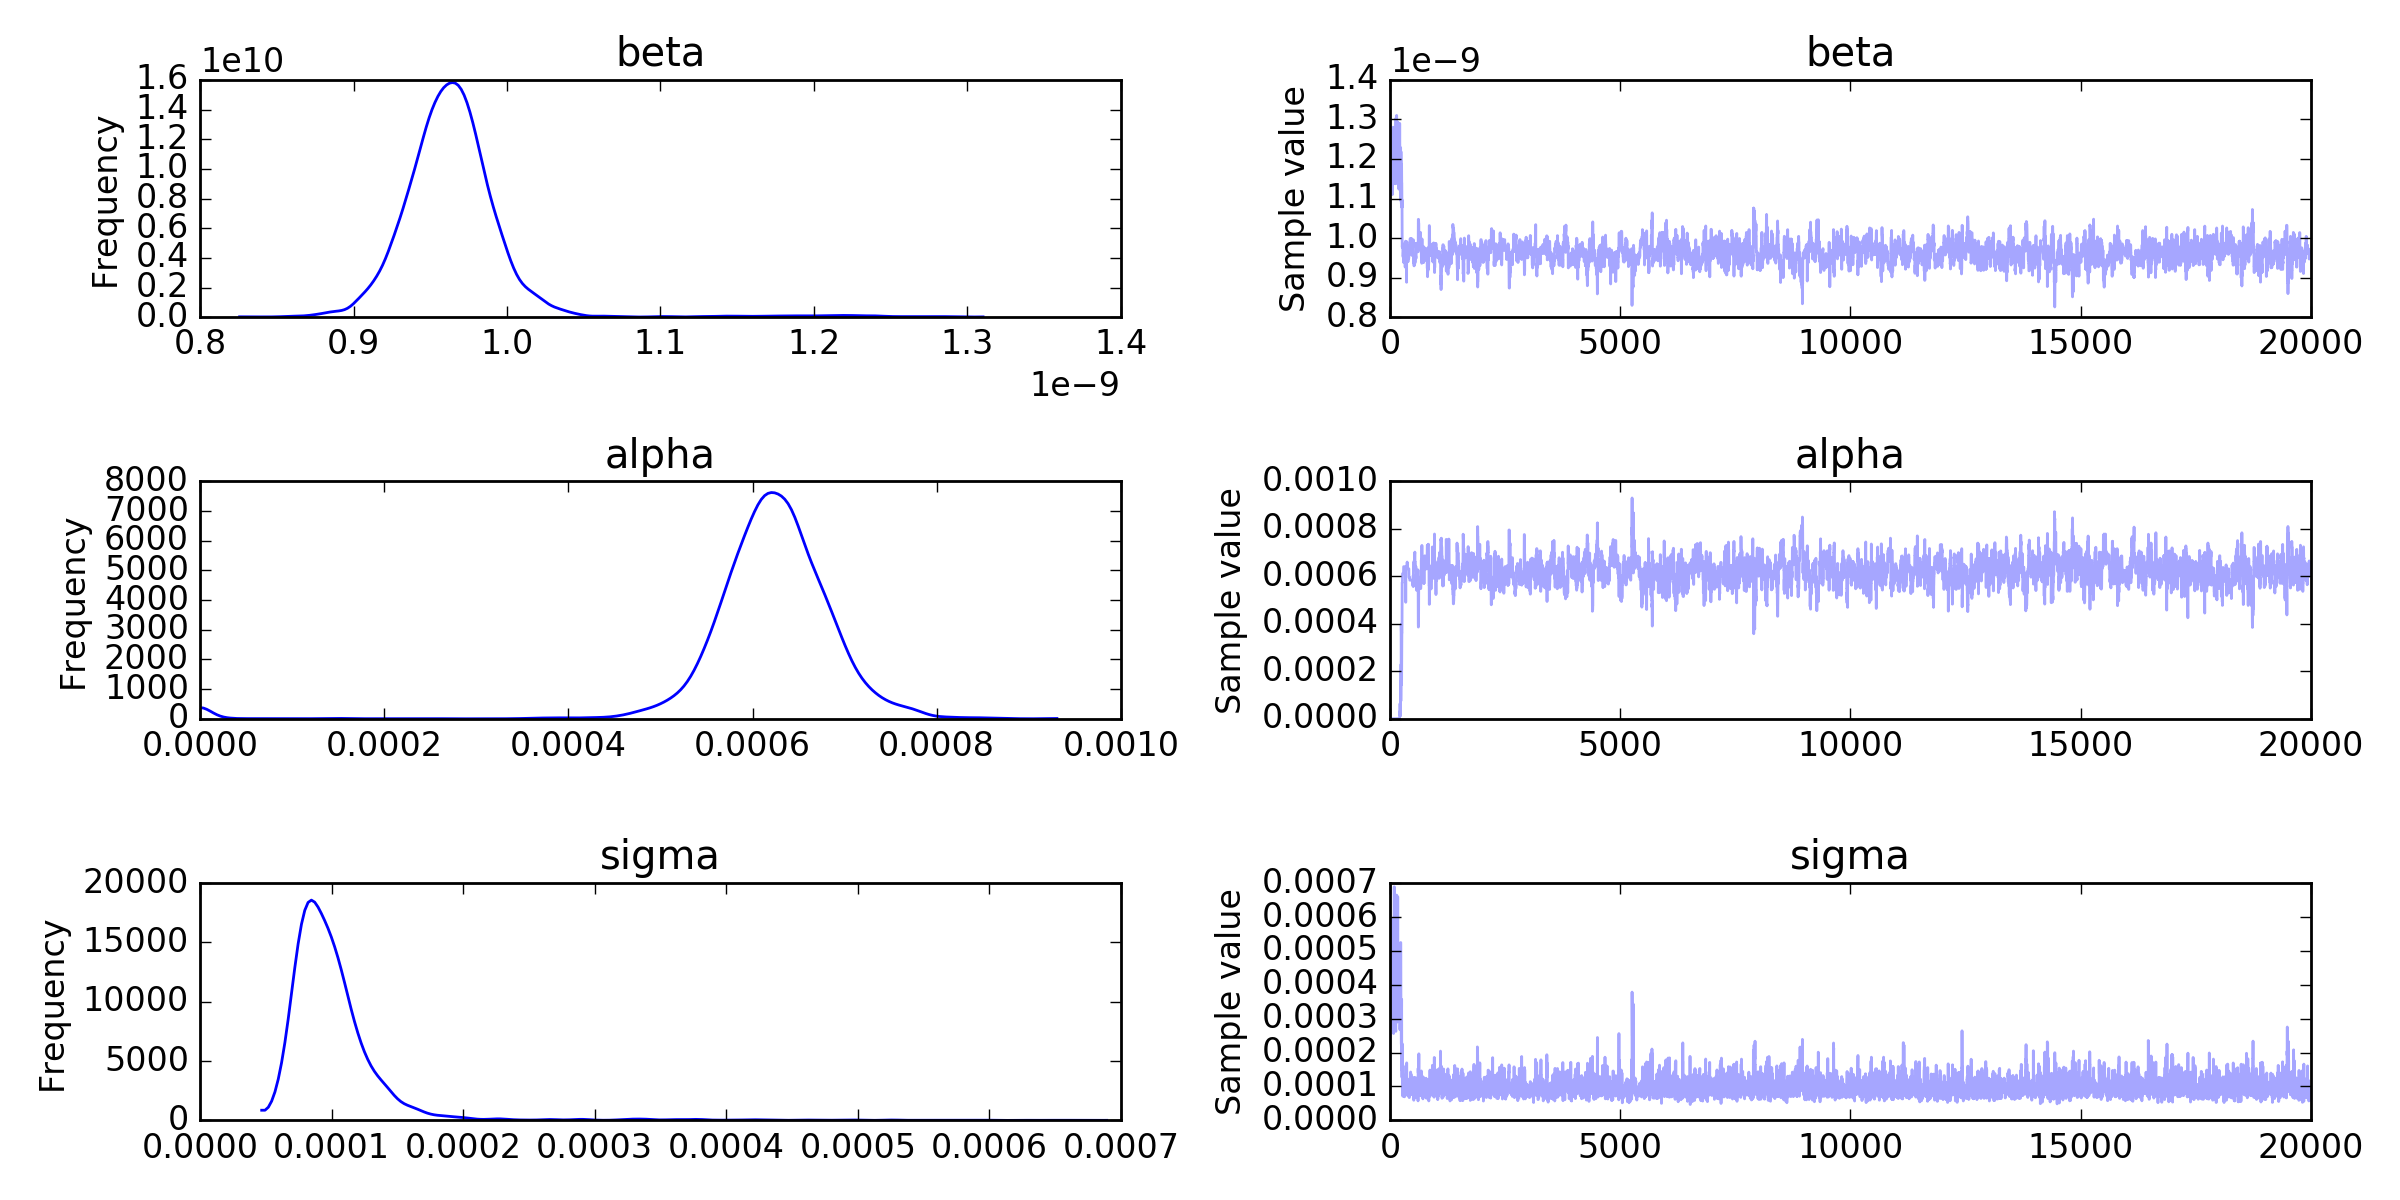 beta
1e10
Frequency
1.6
1.4
1.2
1.0
0.8
0.6
0.4
0.2
0.0
0.8 0.9 1.0 1.1 1.2 1.3 1.4
1e−9
beta
1e−9
Sample value
1.4
1.3
1.2
1.1
1.0
0.9
0.8
0 5000 10000 15000 20000
alpha
Frequency
8000
7000
6000
5000
4000
3000
2000
1000
0
0.0000 0.0002 0.0004 0.0006 0.0008 0.0010
alpha
Sample value
0.0010
0.0008
0.0006
0.0004
0.0002
0.0000
0 5000 10000 15000 20000
sigma
Frequency
20000
15000
10000
5000
0
0.0000 0.0001 0.0002 0.0003 0.0004 0.0005 0.0006 0.0007
sigma
Sample value
0.0007
0.0006
0.0005
0.0004
0.0003
0.0002
0.0001
0.0000
0 5000 10000 15000 20000